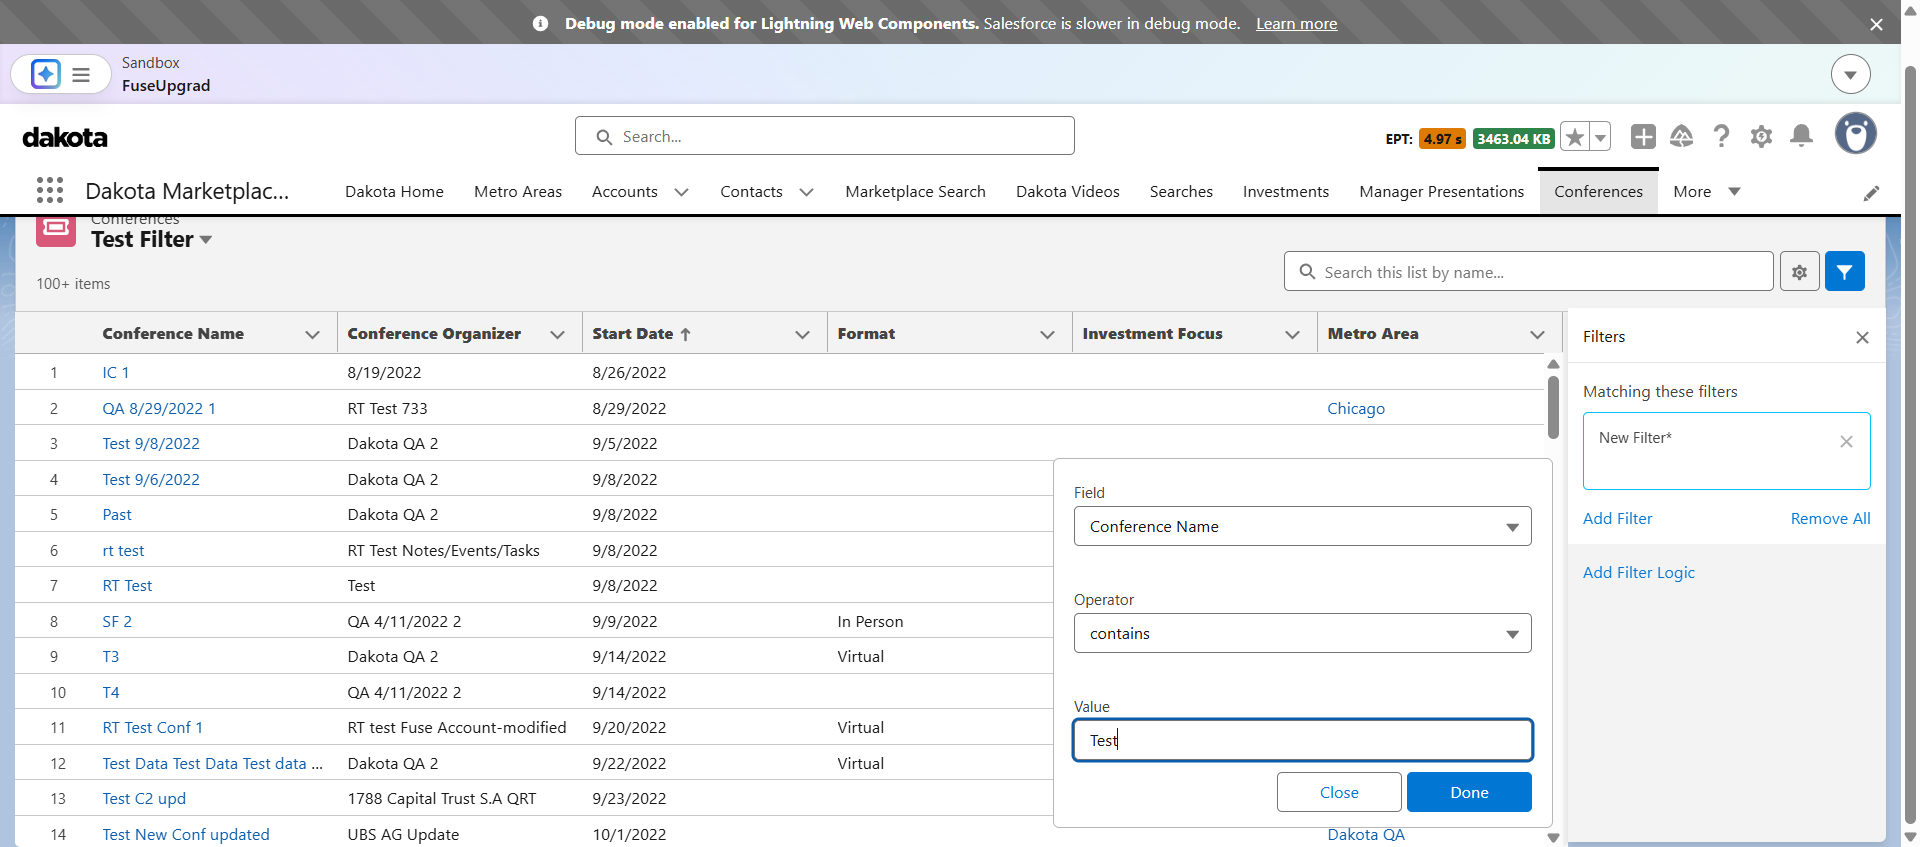 Debug mode enabled for Lightning Web Components. Salesforce is slower in debug mode. Learn more
Sandbox
FuseUpgrad
dakota
Search...
EPT: 4.97 s 3463.04 KB
Dakota Marketplac...
Dakota Home Metro Areas Accounts Contacts Marketplace Search Dakota Videos Searches Investments Manager Presentations Conferences More
Conferences
Test Filter
100+ items
Search this list by name...
Conference Name Conference Organizer Start Date Format Investment Focus Metro Area
1 IC 1 8/19/2022 8/26/2022
2 QA 8/29/2022 1 RT Test 733 8/29/2022 Chicago
3 Test 9/8/2022 Dakota QA 2 9/5/2022
4 Test 9/6/2022 Dakota QA 2 9/8/2022
5 Past Dakota QA 2 9/8/2022
6 rt test RT Test Notes/Events/Tasks 9/8/2022
7 RT Test Test 9/8/2022
8 SF 2 QA 4/11/2022 2 9/9/2022 In Person
9 T3 Dakota QA 2 9/14/2022 Virtual
10 T4 QA 4/11/2022 2 9/14/2022
11 RT Test Conf 1 RT test Fuse Account-modified 9/20/2022 Virtual
12 Test Data Test Data Test data ... Dakota QA 2 9/22/2022 Virtual
13 Test C2 upd 1788 Capital Trust S.A QRT 9/23/2022
14 Test New Conf updated UBS AG Update 10/1/2022 Dakota QA
Field
Conference Name
Operator
contains
Value
Test
Close Done
Filters
Matching these filters
New Filter*
Add Filter Remove All
Add Filter Logic